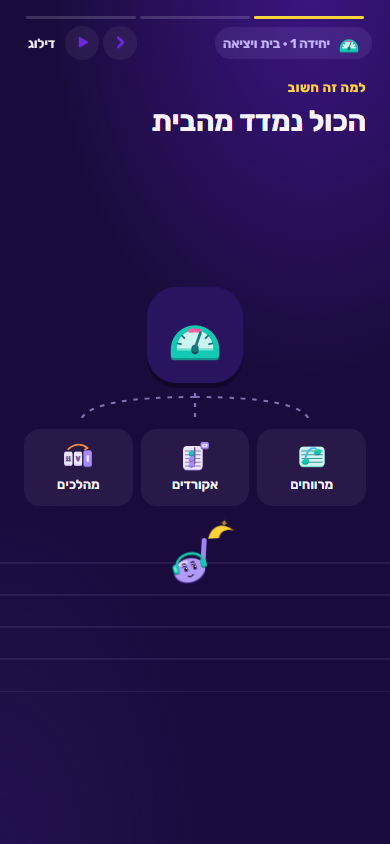 יחידה 1 • בית ויציאה
דילוג
למה זה חשוב
הכול נמדד מהבית
מרווחים
אקורדים
מהלכים